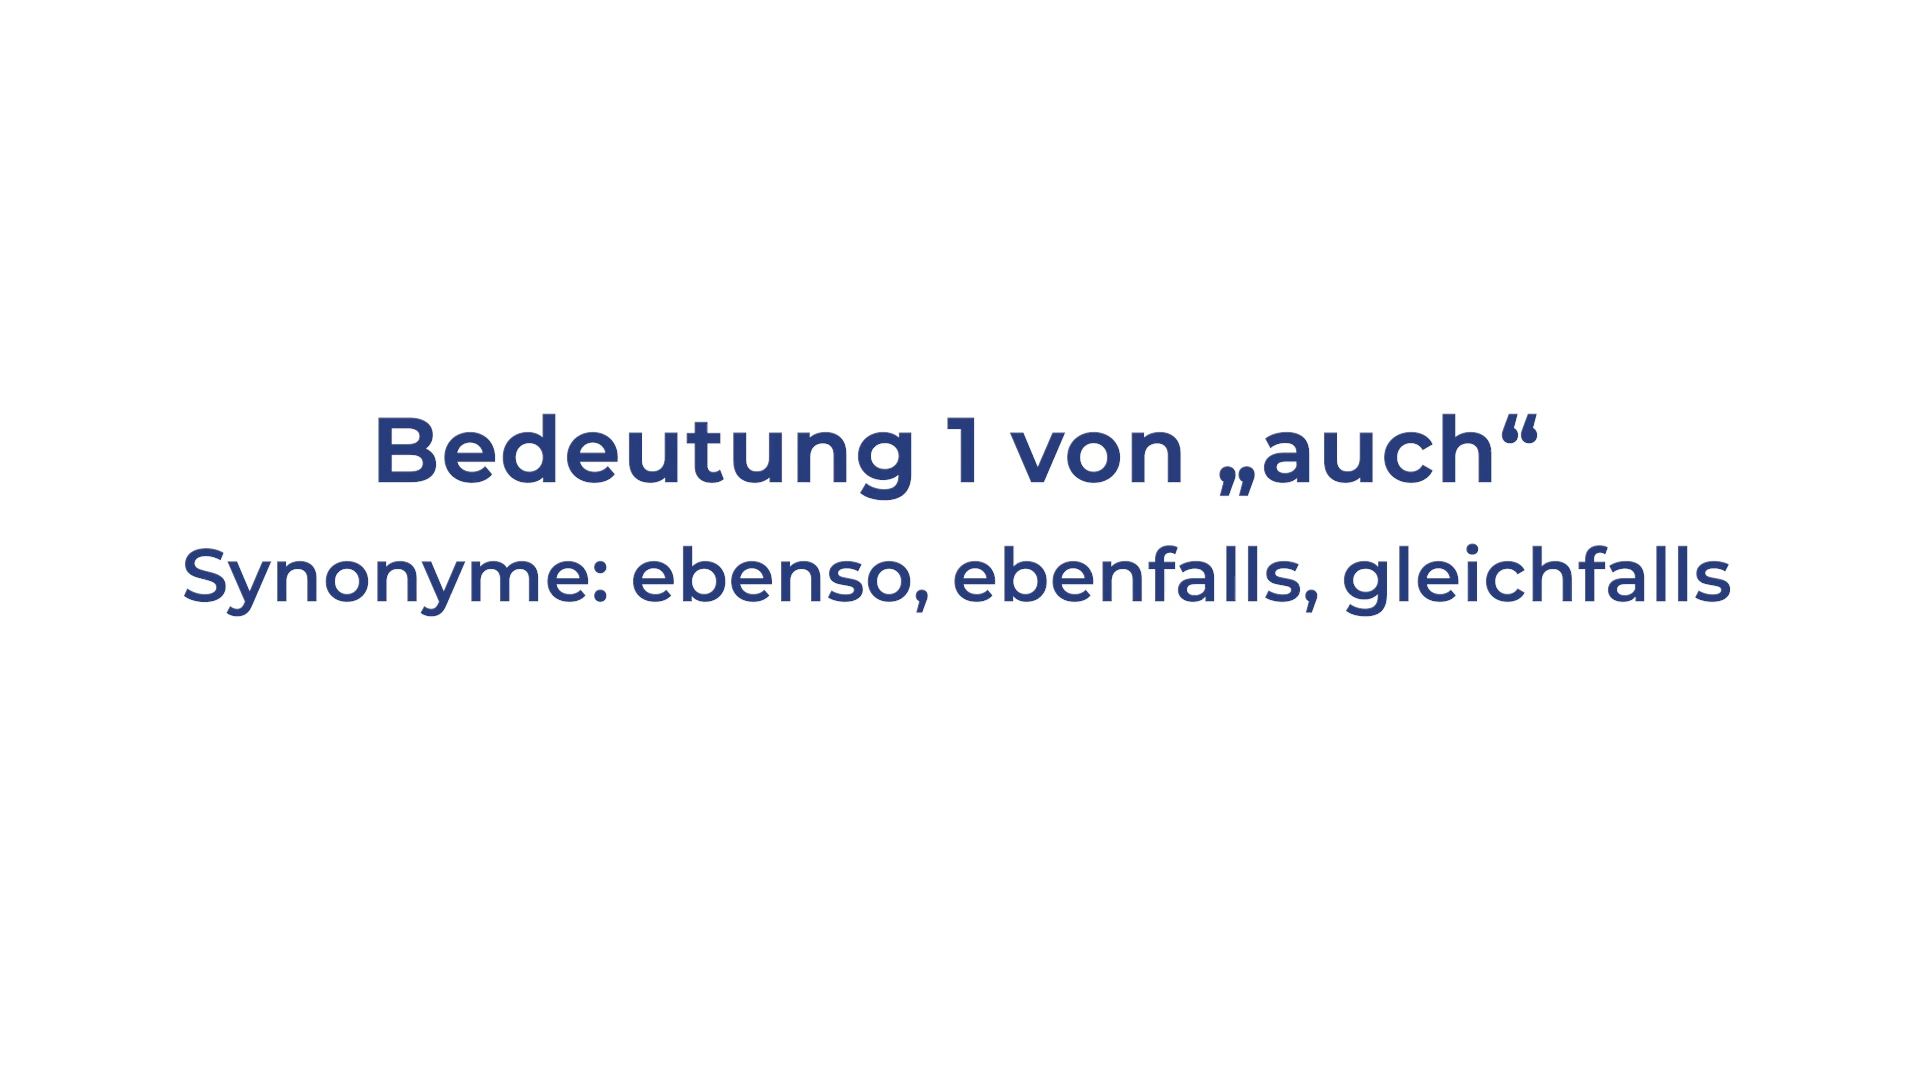 Bedeutung 1 von „auch“
Synonyme: ebenso, ebenfalls, gleichfalls